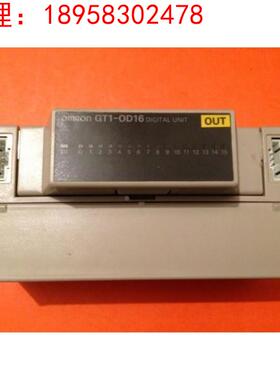 理：18958302478
omron GT1-OD16 DIGITAL UNIT
OUT
0 1 2 3 4 5 6 7 8 9 10 11 12 13 14 15